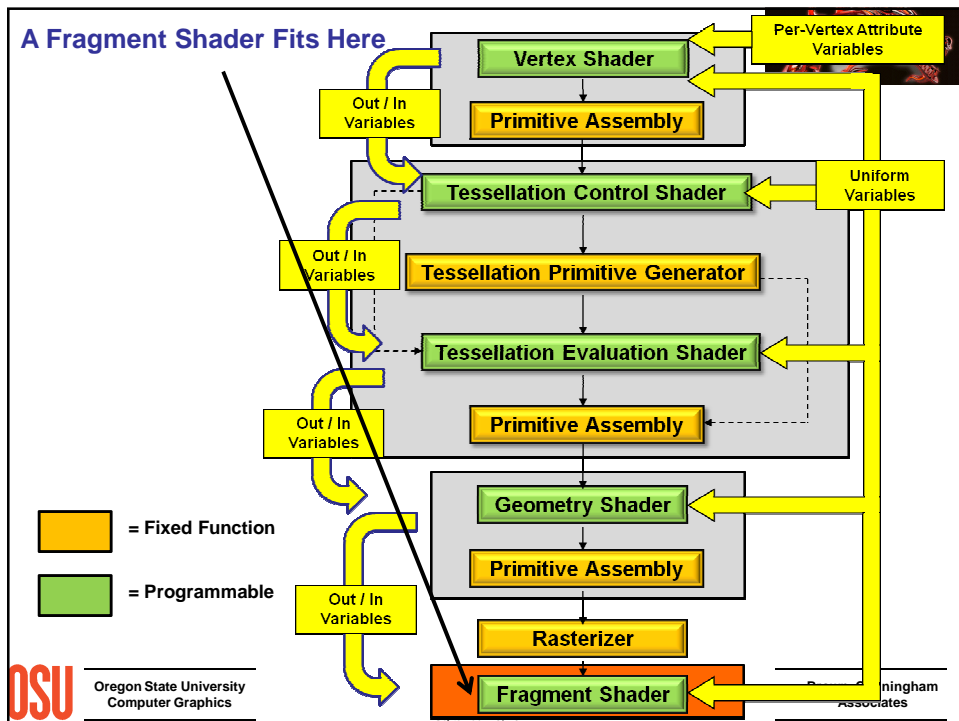 A Fragment Shader Fits Here
Per-Vertex Attribute
Variables
Vertex Shader
Out / In
Variables
Primitive Assembly
Uniform
Variables
Tessellation Control Shader
Out / In
Variables
Tessellation Primitive Generator
Tessellation Evaluation Shader
Out / In
Variables
Primitive Assembly
Geometry Shader
= Fixed Function
Primitive Assembly
= Programmable
Out / In
Variables
Rasterizer
OSU
Oregon State University
Computer Graphics
Fragment Shader
Associates